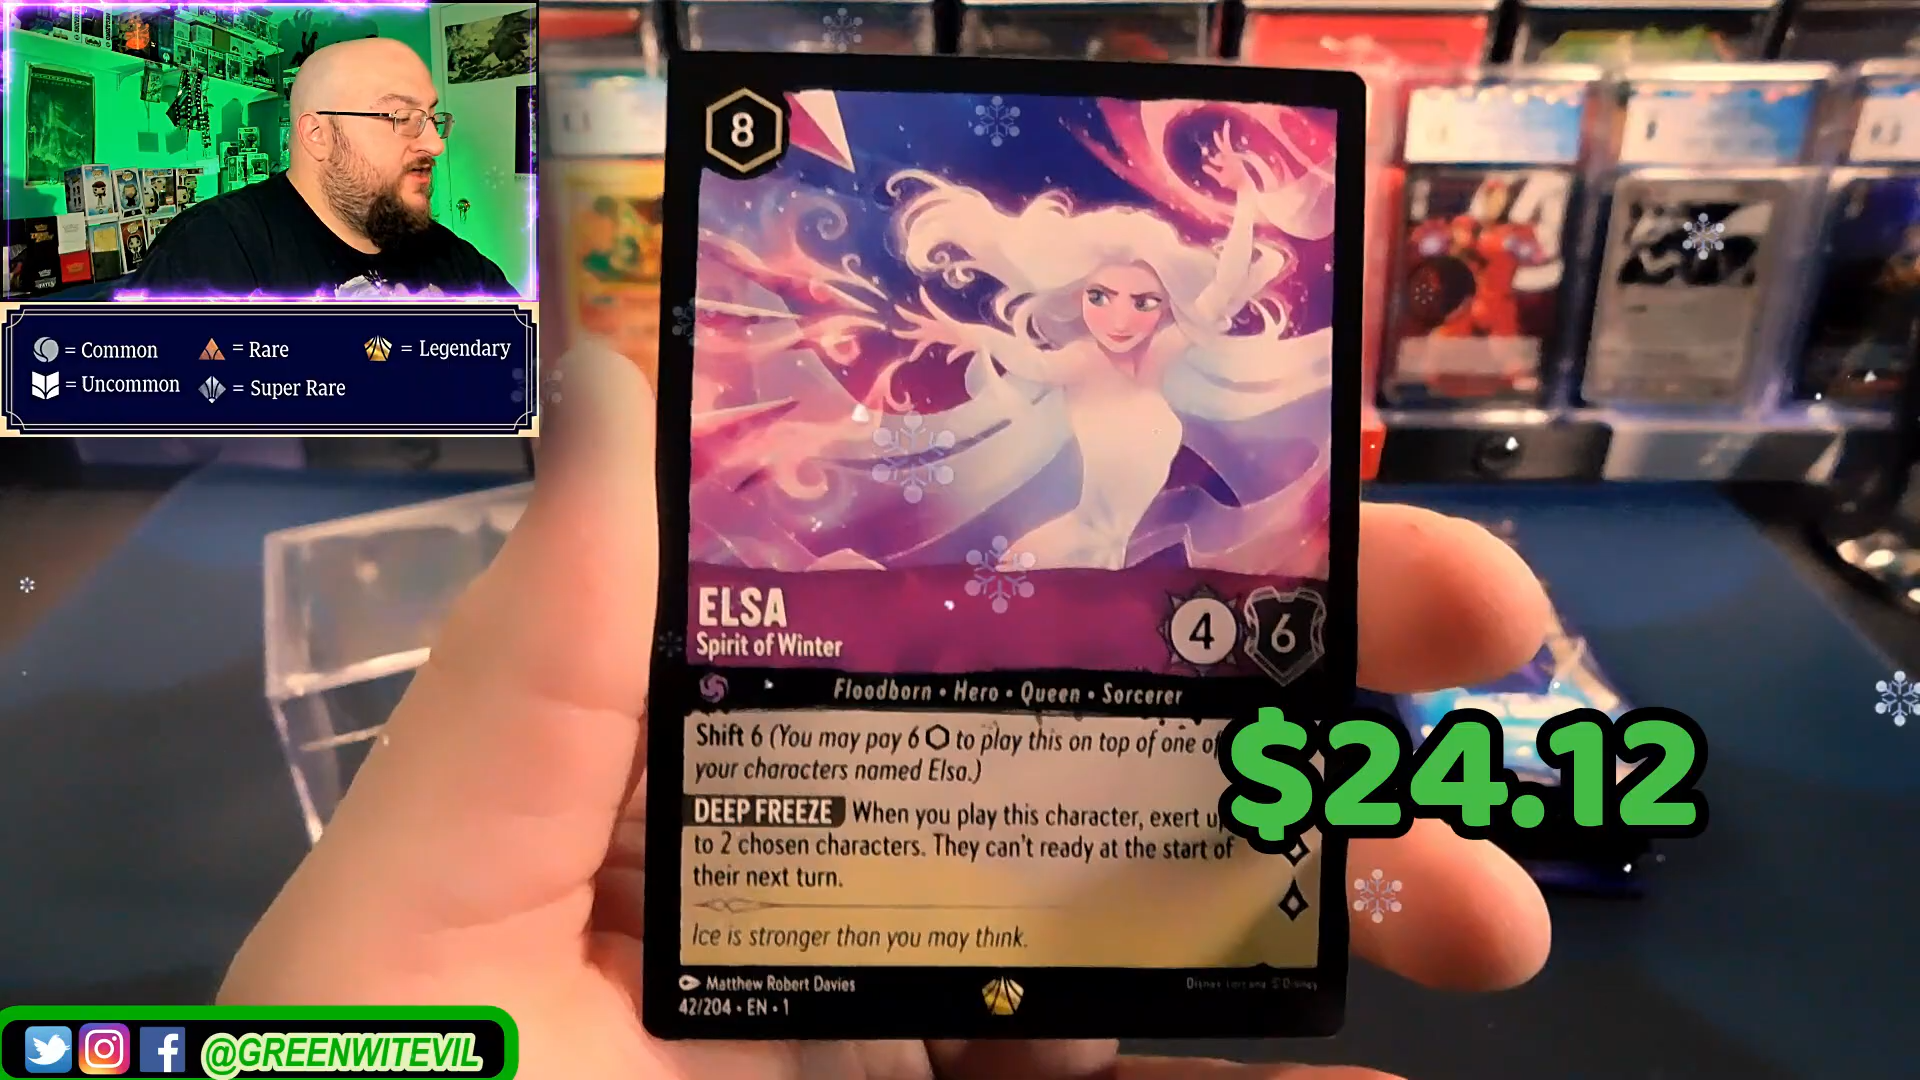 = Common
= Rare
= Legendary
= Uncommon
= Super Rare
8
ELSA
Spirit of Winter
4
6
Floodborn • Hero • Queen • Sorcerer
Shift 6 (You may pay 6 to play this on top of one of
your characters named Elsa.)
DEEP FREEZE When you play this character, exert
to 2 chosen characters. They can't ready at the start of
their next turn.
Ice is stronger than you may think.
$24.12
Matthew Robert Davies
42/204 • EN • 1
Disney Lorcana © Disney
@GREENWITEVIL